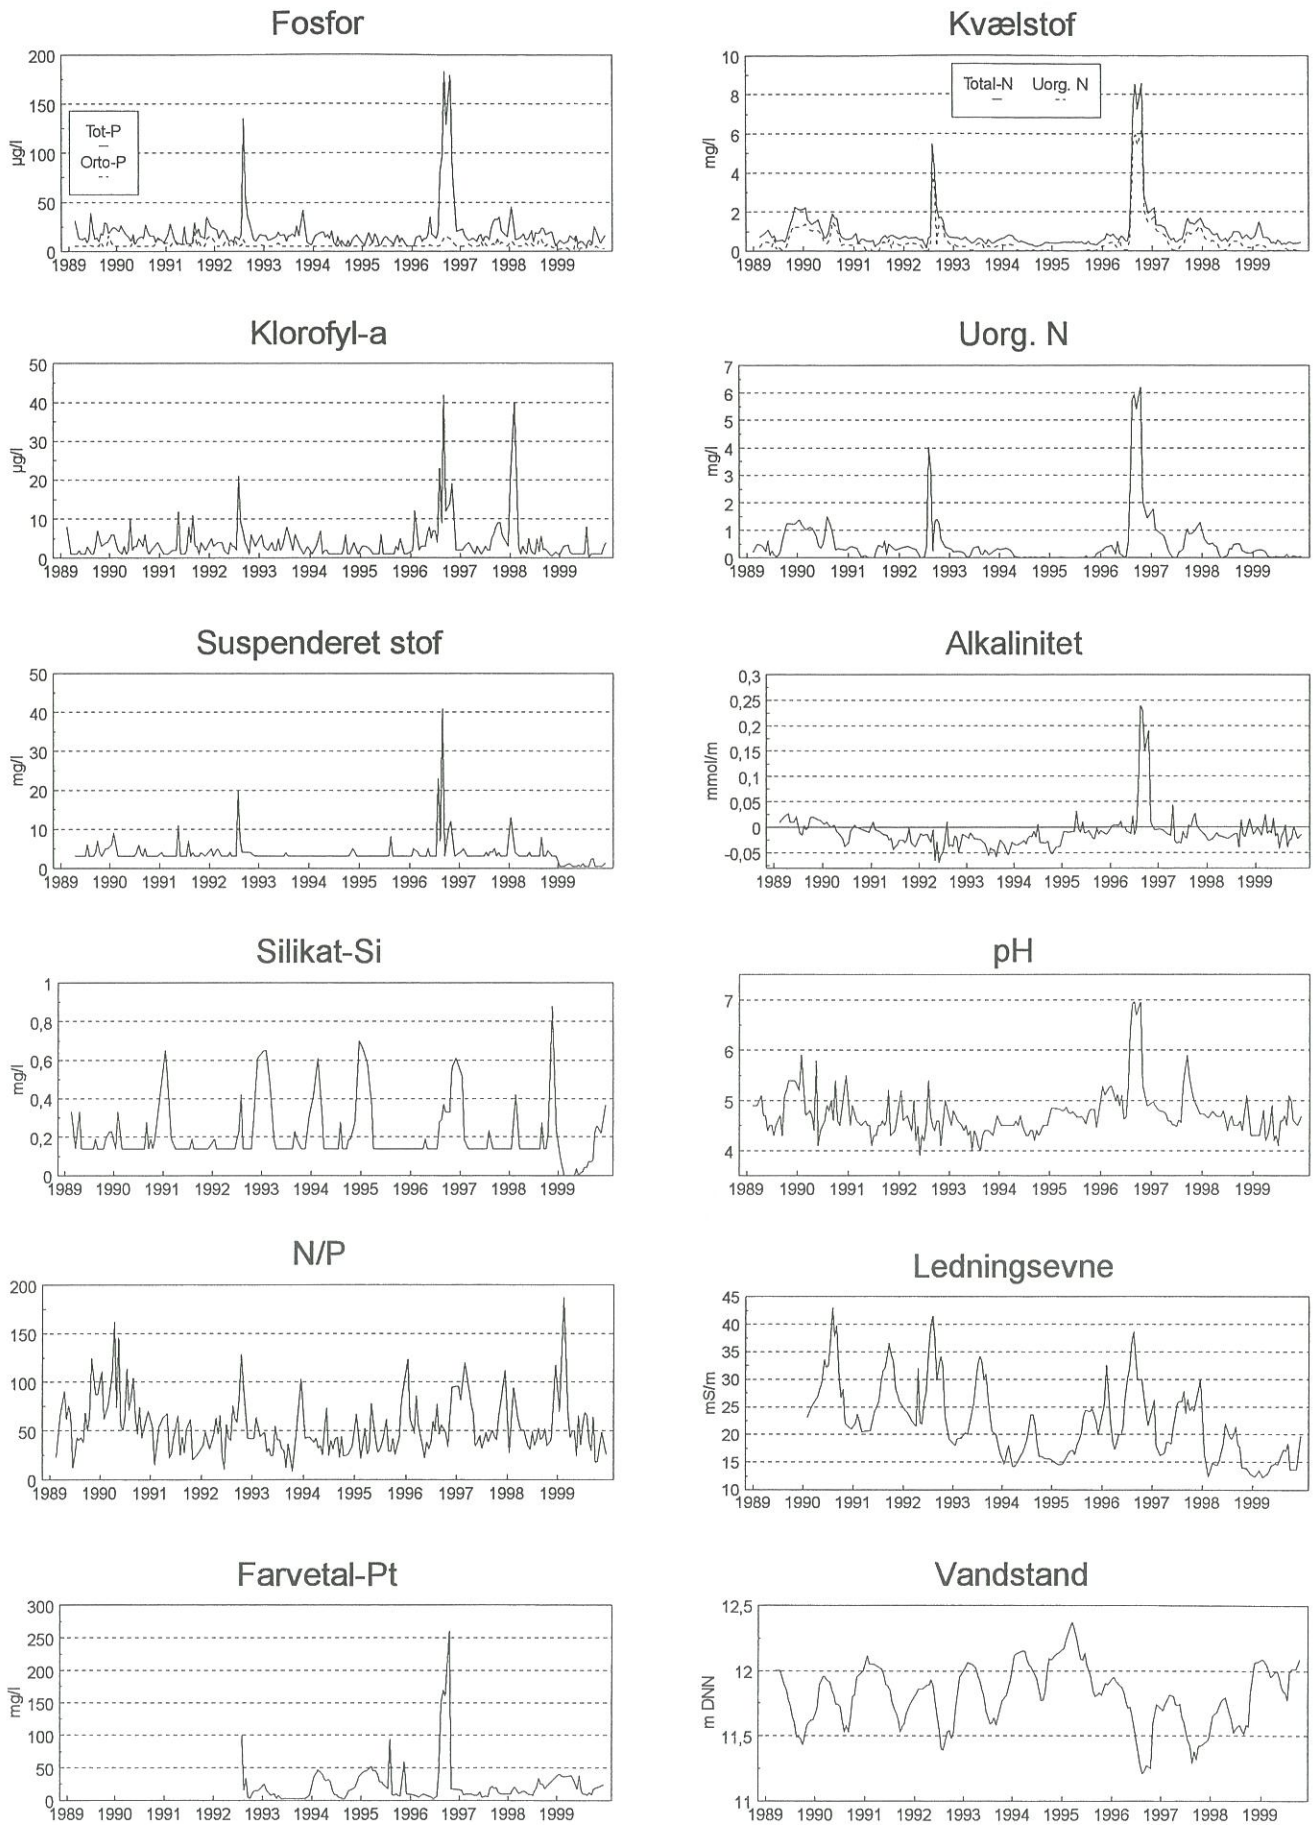 Fosfor
200
150
100
50
0
µg/l
Tot-P
Orto-P
1989 1990 1991 1992 1993 1994 1995 1996 1997 1998 1999
Kvælstof
10
8
6
4
2
0
mg/l
Total-N Uorg. N
1989 1990 1991 1992 1993 1994 1995 1996 1997 1998 1999
Klorofyl-a
50
40
30
20
10
0
µg/l
1989 1990 1991 1992 1993 1994 1995 1996 1997 1998 1999
Uorg. N
7
6
5
4
3
2
1
0
mg/l
1989 1990 1991 1992 1993 1994 1995 1996 1997 1998 1999
Suspenderet stof
50
40
30
20
10
0
mg/l
1989 1990 1991 1992 1993 1994 1995 1996 1997 1998 1999
Alkalinitet
0,3
0,25
0,2
0,15
0,1
0,05
0
-0,05
mmol/m
1989 1990 1991 1992 1993 1994 1995 1996 1997 1998 1999
Silikat-Si
1
0,8
0,6
0,4
0,2
0
mg/l
1989 1990 1991 1992 1993 1994 1995 1996 1997 1998 1999
pH
7
6
5
4
1989 1990 1991 1992 1993 1994 1995 1996 1997 1998 1999
N/P
200
150
100
50
0
1989 1990 1991 1992 1993 1994 1995 1996 1997 1998 1999
Ledningsevne
45
40
35
30
25
20
15
10
mS/m
1989 1990 1991 1992 1993 1994 1995 1996 1997 1998 1999
Farvetal-Pt
300
250
200
150
100
50
0
mg/l
1989 1990 1991 1992 1993 1994 1995 1996 1997 1998 1999
Vandstand
12,5
12
11,5
11
m DNN
1989 1990 1991 1992 1993 1994 1995 1996 1997 1998 1999